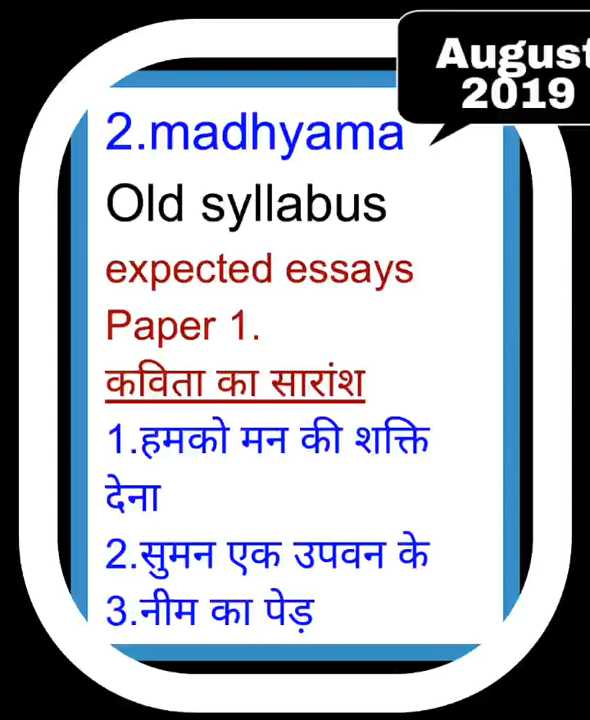 August
2019
2.madhyama
Old syllabus
expected essays
Paper 1.
कविता का सारांश
1.हमको मन की शक्ति
देना
2.सुमन एक उपवन के
3.नीम का पेड़